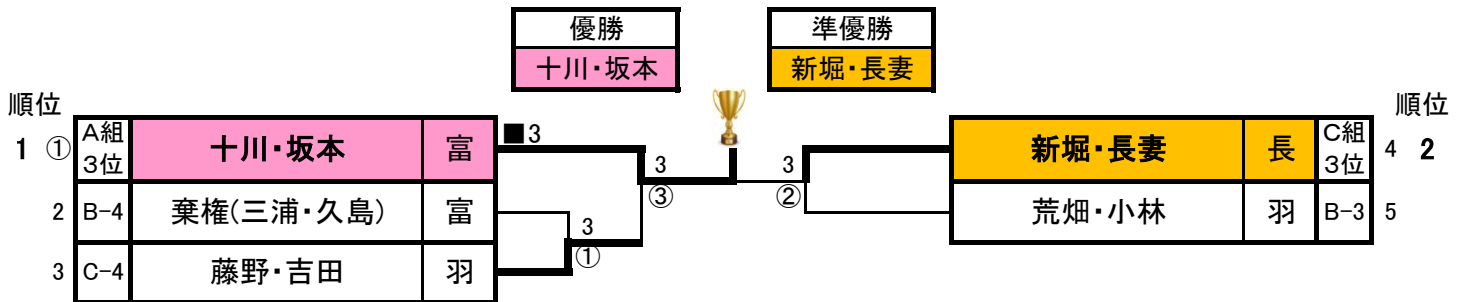 優勝
十川・坂本
準優勝
新堀・長妻
順位
順位
1 ① A組 3位 十川・坂本 富 ■3
2 B-4 棄権(三浦・久島) 富
3 C-4 藤野・吉田 羽
3
③
3
①
3
②
新堀・長妻 長 C組 3位 4 2
荒畑・小林 羽 B-3 5